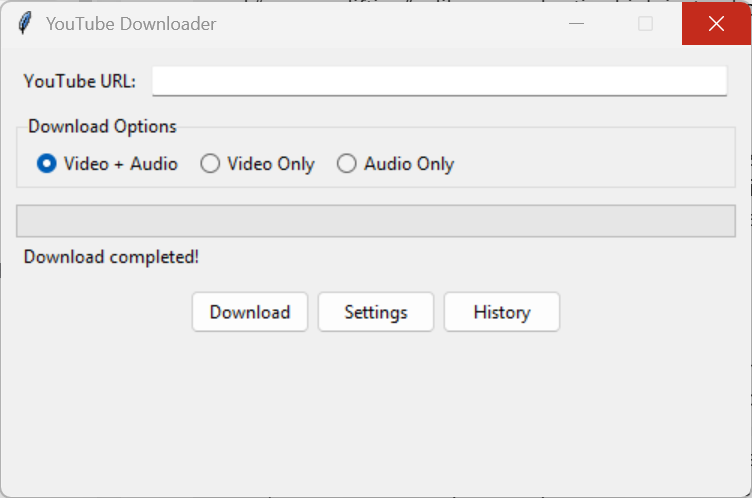 YouTube Downloader
YouTube URL:
Download Options
Video + Audio Video Only Audio Only
Download completed!
Download Settings History